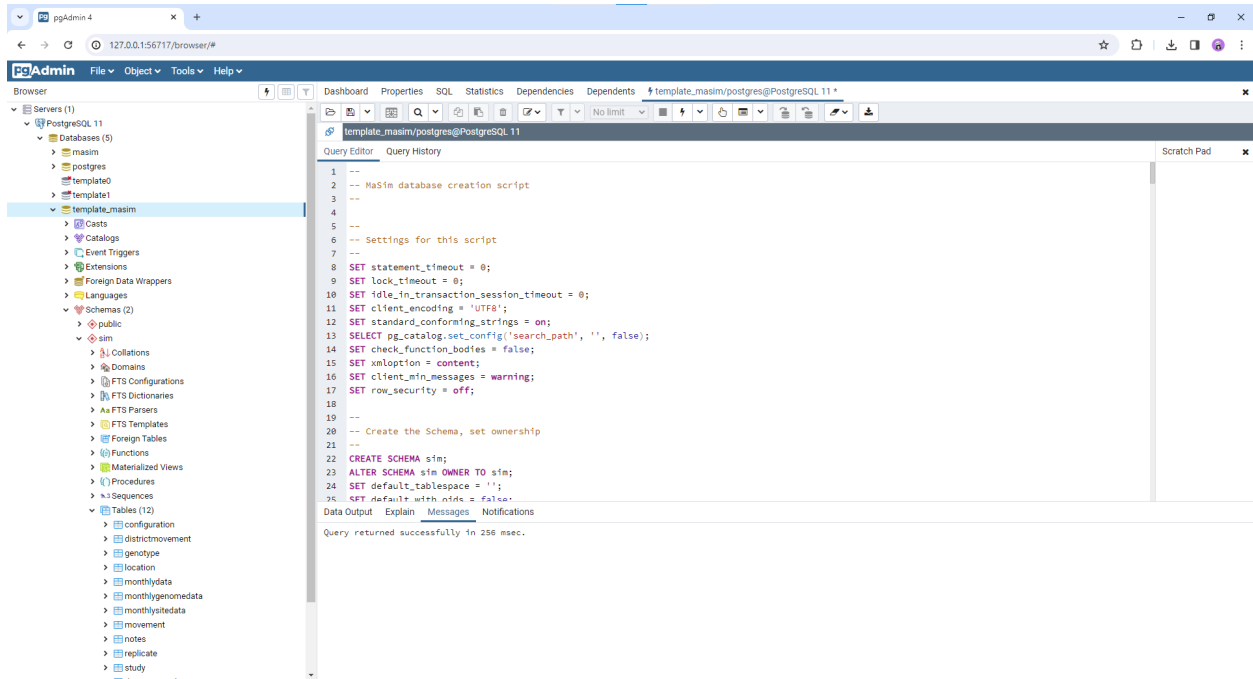 pgAdmin 4
127.0.0.1:56717/browser/#
pgAdmin File Object Tools Help
Browser
Dashboard Properties SQL Statistics Dependencies Dependents template_masim/postgres@PostgreSQL 11 *
No limit
template_masim/postgres@PostgreSQL 11
Query Editor Query History
Scratch Pad
Servers (1)
PostgreSQL 11
Databases (5)
masim
postgres
template0
template1
template_masim
Casts
Catalogs
Event Triggers
Extensions
Foreign Data Wrappers
Languages
Schemas (2)
public
sim
Collations
Domains
FTS Configurations
FTS Dictionaries
FTS Parsers
FTS Templates
Foreign Tables
Functions
Materialized Views
Procedures
Sequences
Tables (12)
configuration
districtmovement
genotype
location
monthlydata
monthlygenomedata
monthlysitedata
movement
notes
replicate
study
1 --
2 -- MaSim database creation script
3 --
4
5 --
6 -- Settings for this script
7 --
8 SET statement_timeout = 0;
9 SET lock_timeout = 0;
10 SET idle_in_transaction_session_timeout = 0;
11 SET client_encoding = 'UTF8';
12 SET standard_conforming_strings = on;
13 SELECT pg_catalog.set_config('search_path', '', false);
14 SET check_function_bodies = false;
15 SET xmloption = content;
16 SET client_min_messages = warning;
17 SET row_security = off;
18
19 --
20 -- Create the Schema, set ownership
21 --
22 CREATE SCHEMA sim;
23 ALTER SCHEMA sim OWNER TO sim;
24 SET default_tablespace = '';
25 SET default_with_oids = false;
Data Output Explain Messages Notifications
Query returned successfully in 256 msec.